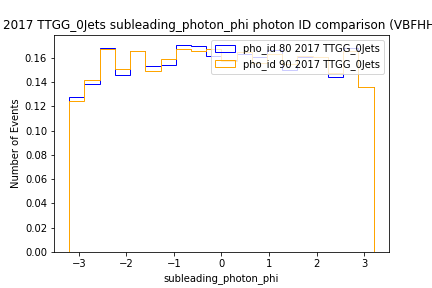 2017 TTGG_0Jets subleading_photon_phi photon ID comparison (VBFHH
pho_id 80 2017 TTGG_0Jets
pho_id 90 2017 TTGG_0Jets
Number of Events
0.16
0.14
0.12
0.10
0.08
0.06
0.04
0.02
0.00
−3 −2 −1 0 1 2 3
subleading_photon_phi